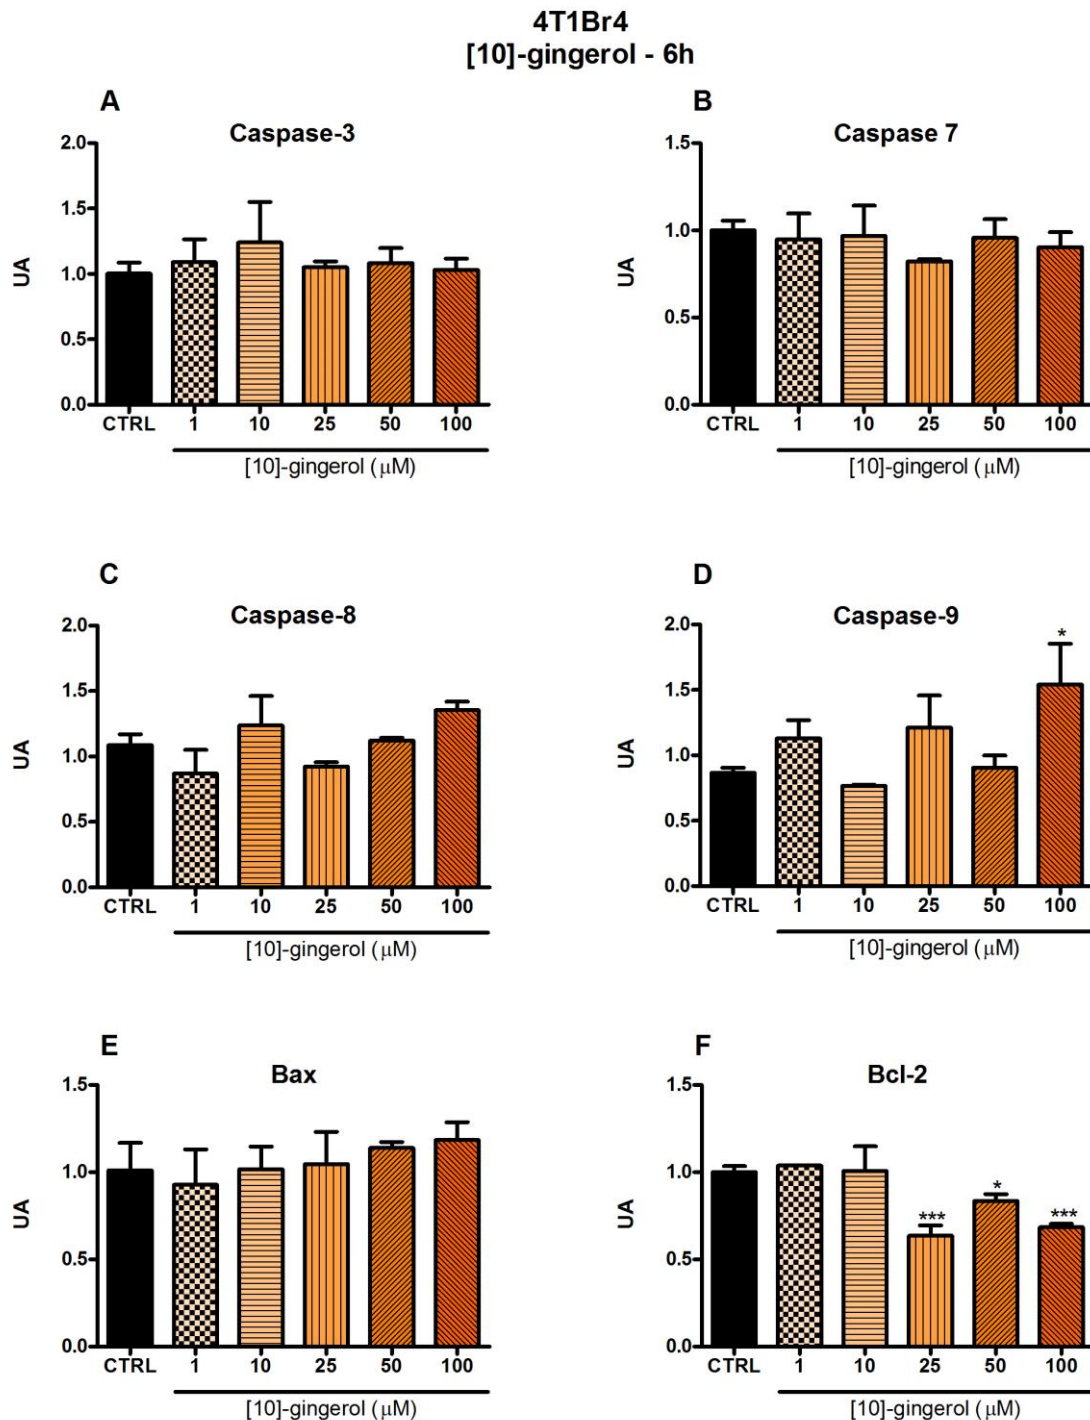 4T1Br4
[10]-gingerol - 6h
A
Caspase-3
2.0
1.5
1.0
0.5
0.0
UA
CTRL 1 10 25 50 100
[10]-gingerol (μM)
B
Caspase 7
1.5
1.0
0.5
0.0
UA
CTRL 1 10 25 50 100
[10]-gingerol (μM)
C
Caspase-8
2.0
1.5
1.0
0.5
0.0
UA
CTRL 1 10 25 50 100
[10]-gingerol (μM)
D
Caspase-9
2.0
1.5
1.0
0.5
0.0
UA
*
CTRL 1 10 25 50 100
[10]-gingerol (μM)
E
Bax
1.5
1.0
0.5
0.0
UA
CTRL 1 10 25 50 100
[10]-gingerol (μM)
F
Bcl-2
1.5
1.0
0.5
0.0
UA
*** * ***
CTRL 1 10 25 50 100
[10]-gingerol (μM)